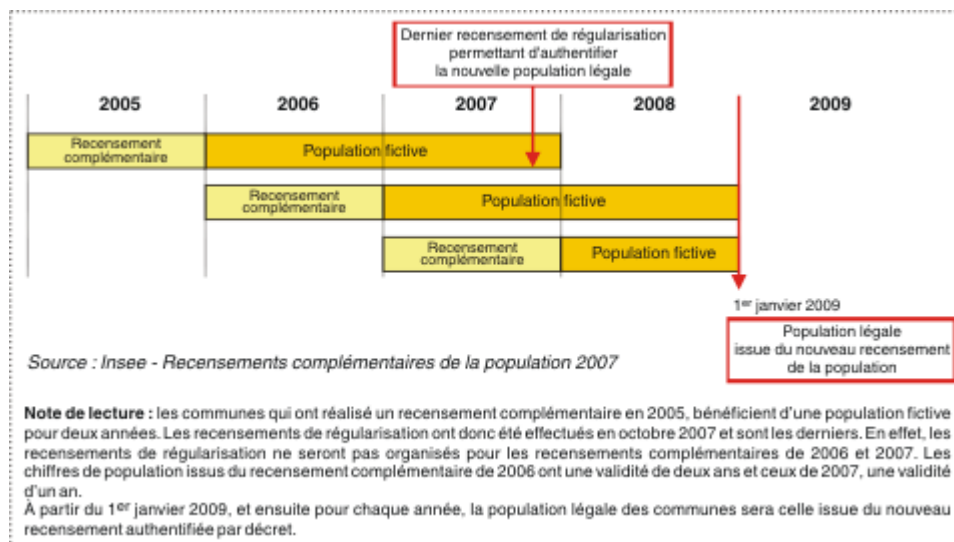 Dernier recensement de régularisation
permettant d'authentifier
la nouvelle population légale
2005 2006 2007 2008 2009
Recensement
complémentaire
Population fictive
Recensement
complémentaire
Population fictive
Recensement
complémentaire
Population fictive
1er janvier 2009
Population légale
issue du nouveau recensement
de la population
Source : Insee - Recensements complémentaires de la population 2007
Note de lecture : les communes qui ont réalisé un recensement complémentaire en 2005, bénéficient d'une population fictive
pour deux années. Les recensements de régularisation ont donc été effectués en octobre 2007 et sont les derniers. En effet, les
recensements de régularisation ne seront pas organisés pour les recensements complémentaires de 2006 et 2007. Les
chiffres de population issus du recensement complémentaire de 2006 ont une validité de deux ans et ceux de 2007, une validité
d'un an.
À partir du 1er janvier 2009, et ensuite pour chaque année, la population légale des communes sera celle issue du nouveau
recensement authentifiée par décret.